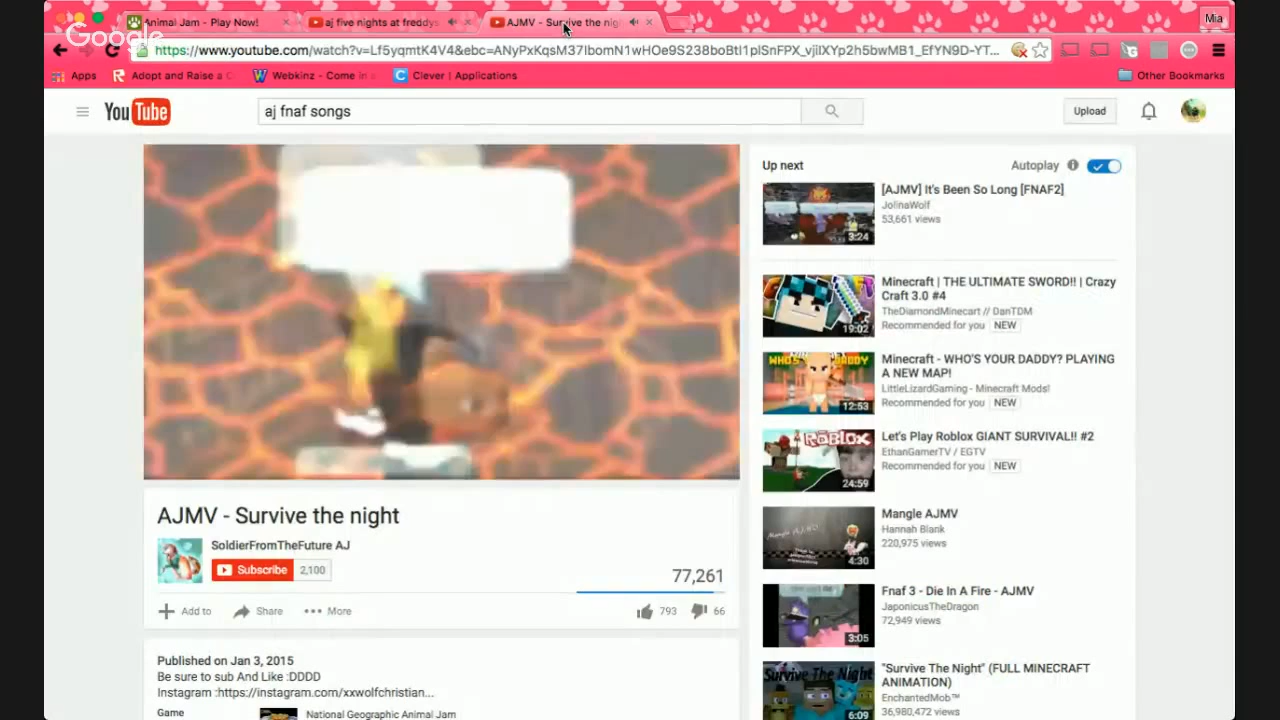 Animal Jam - Play Now!
aj five nights at freddys
AJMV - Survive the nig
Mia
Google
https://www.youtube.com/watch?v=Lf5yqmtK4V4&ebc=ANyPxKqsM37IbomN1wHOe9S238boBtI1plSnFPX_vjilXYp2h5bwMB1_EfYN9D-YT...
Apps
Adopt and Raise a C
Webkinz - Come in a
Clever | Applications
Other Bookmarks
YouTube
aj fnaf songs
Upload
Up next
Autoplay
[AJMV] It's Been So Long [FNAF2]
JolinaWolf
53,661 views
3:24
Minecraft | THE ULTIMATE SWORD!! | Crazy
Craft 3.0 #4
TheDiamondMinecart // DanTDM
Recommended for you NEW
19:02
Minecraft - WHO'S YOUR DADDY? PLAYING
A NEW MAP!
LittleLizardGaming - Minecraft Mods!
Recommended for you NEW
WHO'S DADDY
12:53
Let's Play Roblox GIANT SURVIVAL!! #2
EthanGamerTV / EGTV
Recommended for you NEW
ROBLOX
24:59
Mangle AJMV
Hannah Blank
220,975 views
Mangle AJMV
4:30
Fnaf 3 - Die In A Fire - AJMV
JaponicusTheDragon
72,949 views
3:05
"Survive The Night" (FULL MINECRAFT
ANIMATION)
EnchantedMob™
36,980,472 views
Survive The Night
6:09
AJMV - Survive the night
SoldierFromTheFuture AJ
Subscribe 2,100
77,261
Add to Share More
793 66
Published on Jan 3, 2015
Be sure to sub And Like :DDDD
Instagram :https://instagram.com/xxwolfchristian...
Game
National Geographic Animal Jam